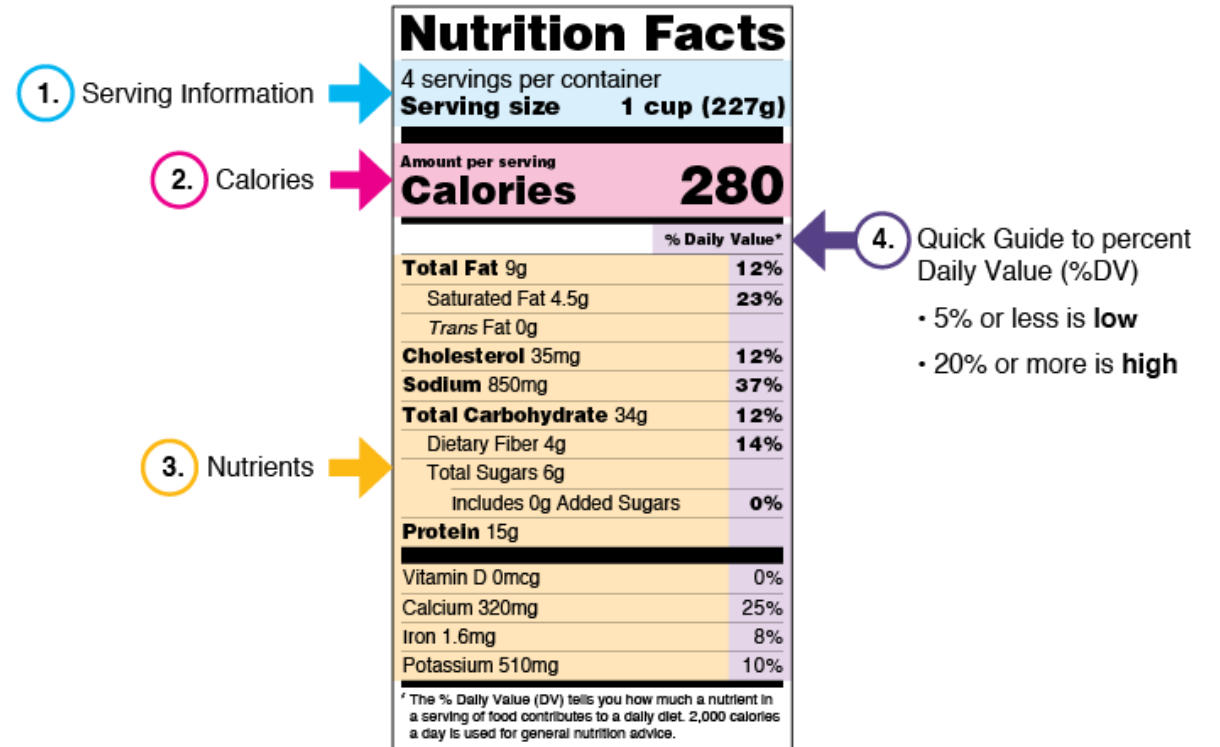 Nutrition Facts
1. Serving Information
4 servings per container
Serving size 1 cup (227g)
2. Calories
Amount per serving
Calories 280
% Daily Value*
4. Quick Guide to percent
Daily Value (%DV)
• 5% or less is low
• 20% or more is high
Total Fat 9g 12%
Saturated Fat 4.5g 23%
Trans Fat 0g
Cholesterol 35mg 12%
Sodium 850mg 37%
Total Carbohydrate 34g 12%
Dietary Fiber 4g 14%
3. Nutrients
Total Sugars 6g
Includes 0g Added Sugars 0%
Protein 15g
Vitamin D 0mcg 0%
Calcium 320mg 25%
Iron 1.6mg 8%
Potassium 510mg 10%
* The % Daily Value (DV) tells you how much a nutrient in
a serving of food contributes to a daily diet. 2,000 calories
a day is used for general nutrition advice.